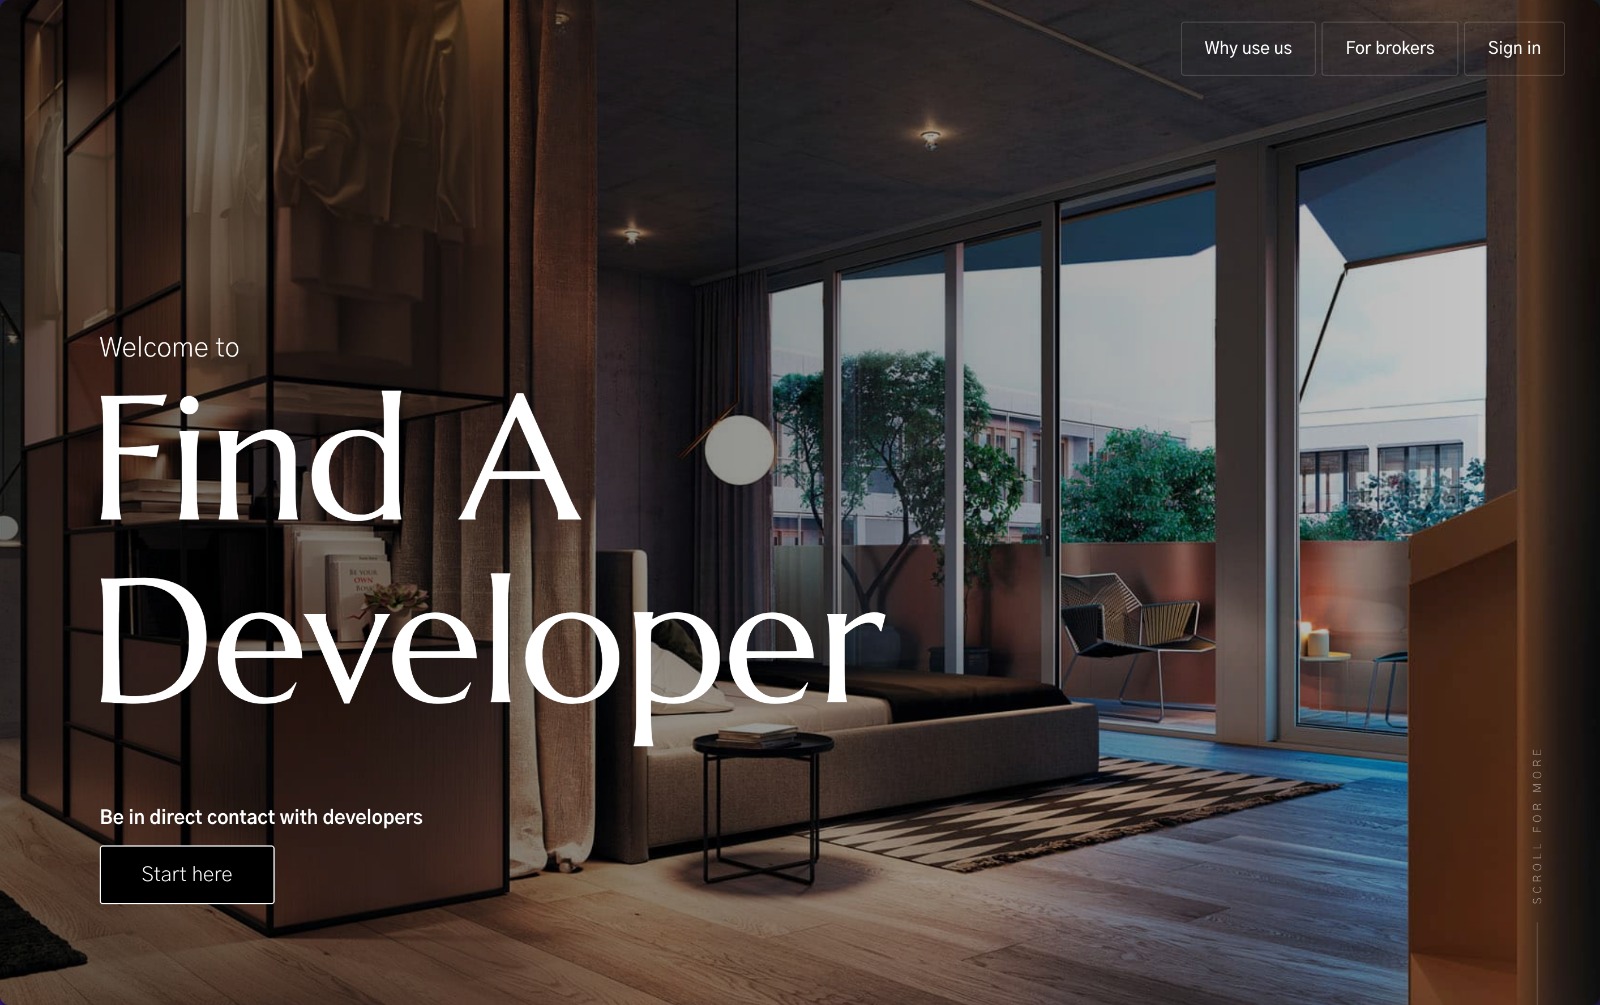 Why use us
For brokers
Sign in
Welcome to
Find A
Developer
BE YOUR
OWN
Be in direct contact with developers
Start here
SCROLL FOR MORE